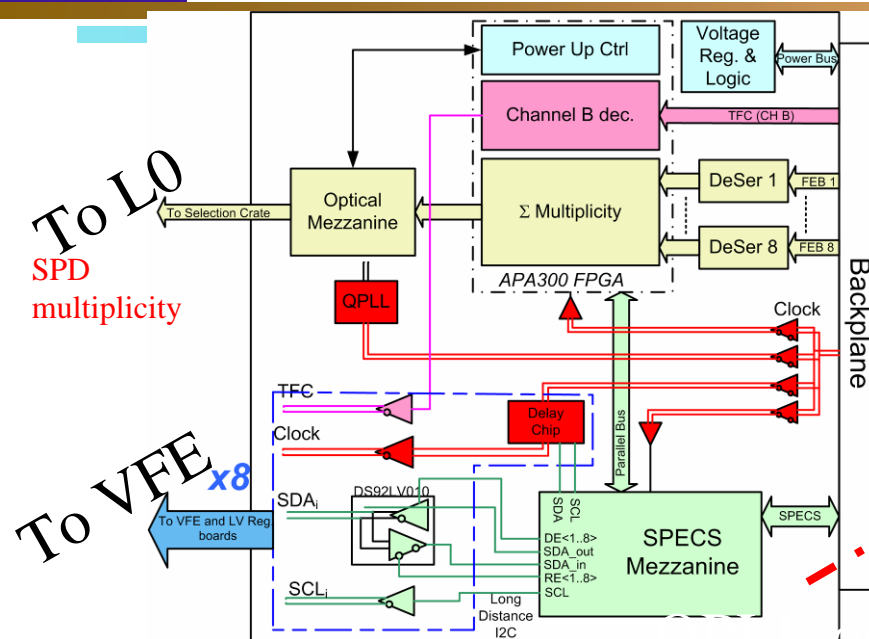 Power Up Ctrl
Voltage
Reg. &
Logic
Power Bus
Channel B dec.
TFC (CH B)
To L0
Optical
Mezzanine
Σ Multiplicity
DeSer 1
FEB 1
To Selection Crate
DeSer 8
FEB 8
SPD
multiplicity
APA300 FPGA
QPLL
Clock
Backplane
TFC
Delay
Chip
Clock
Parallel Bus
To VFE
x8
DS92LV010
SDA
SCL
SDAi
To VFE and LV Reg.
boards
DE<1..8>
SDA_out
SDA_in
RE<1..8>
SCL
SPECS
Mezzanine
SPECS
SCLi
Long
Distance
I2C